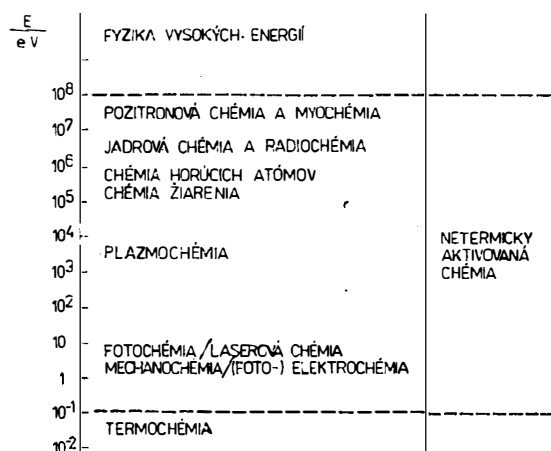 E
eV
FYZIKA VYSOKÝCH· ENERGIÍ
10⁸
POZITRONOVÁ CHÉMIA A MYOCHÉMIA
10⁷
JADROVÁ CHÉMIA A RADIOCHÉMIA
10⁶
CHÉMIA HORÚCICH ATÓMOV
10⁵
CHÉMIA ŽIARENIA
10⁴
PLAZMOCHÉMIA
10³
NETERMICKY
AKTIVOVANÁ
CHÉMIA
10²
10
FOTOCHÉMIA/LASEROVÁ CHÉMIA
MECHANOCHÉMIA/(FOTO-) ELEKTROCHÉMIA
1
10⁻¹
TERMOCHÉMIA
10⁻²